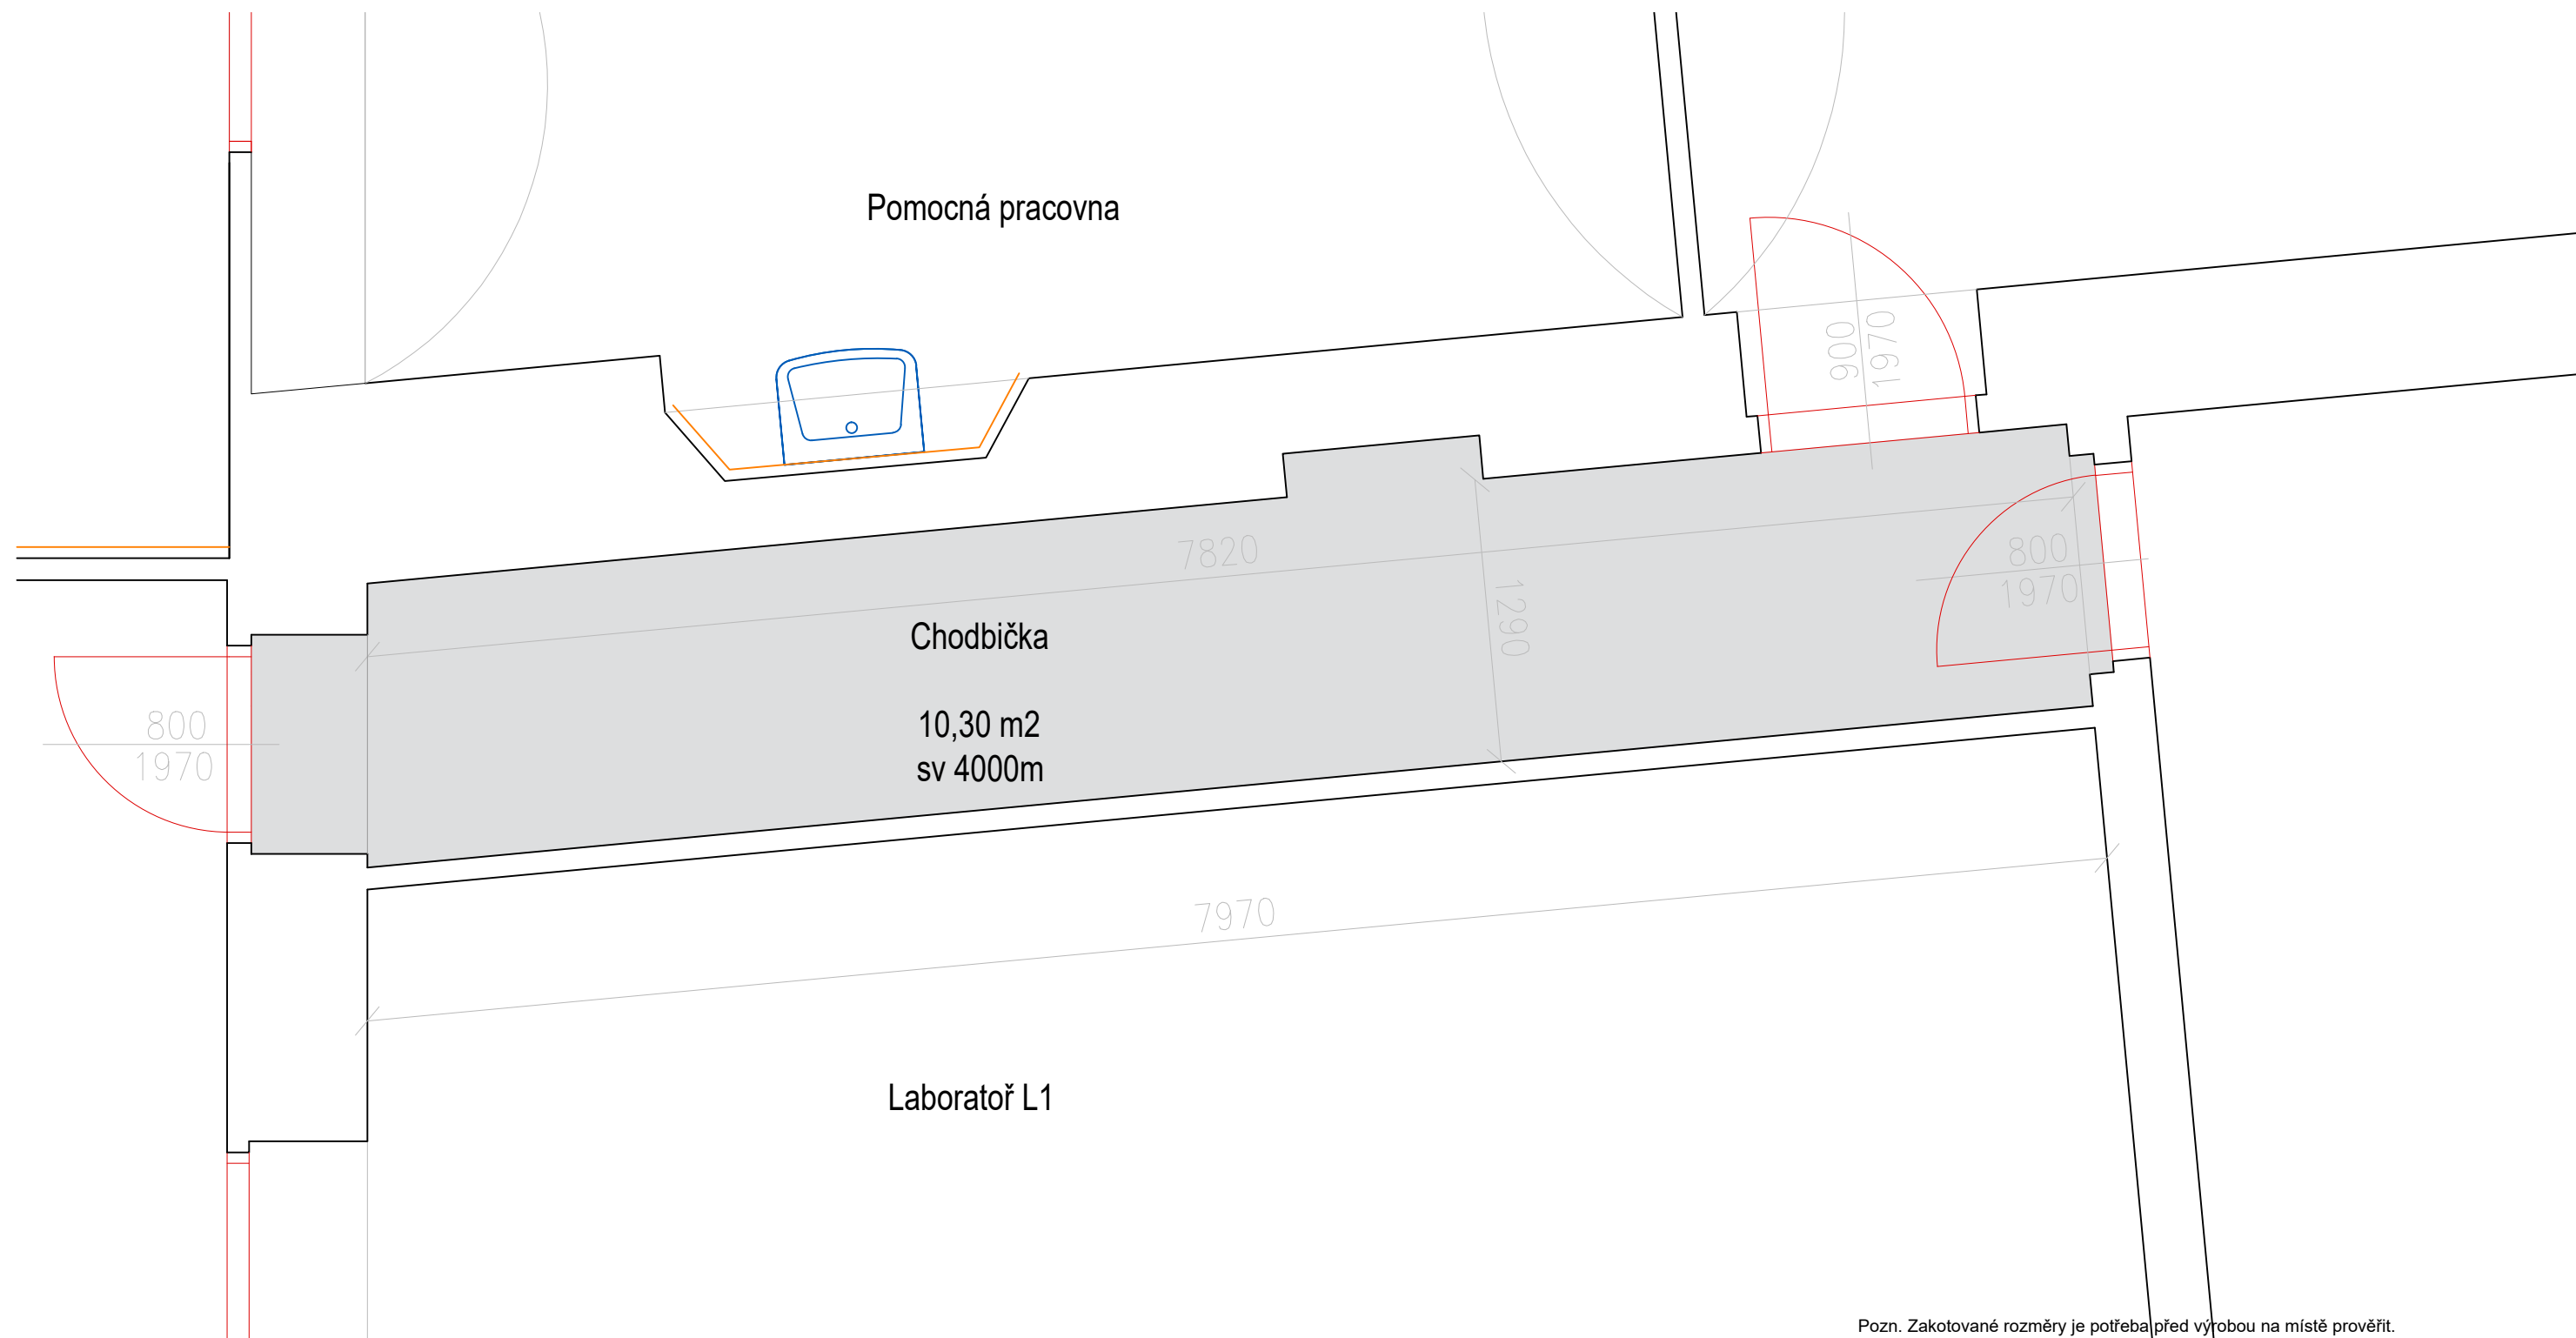 Pomocná pracovna
900
1970
7820
800
1970
1290
Chodbička
10,30 m2
sv 4000m
800
1970
7970
Laboratoř L1
Pozn. Zakotované rozměry je potřeba před výrobou na místě prověřit.